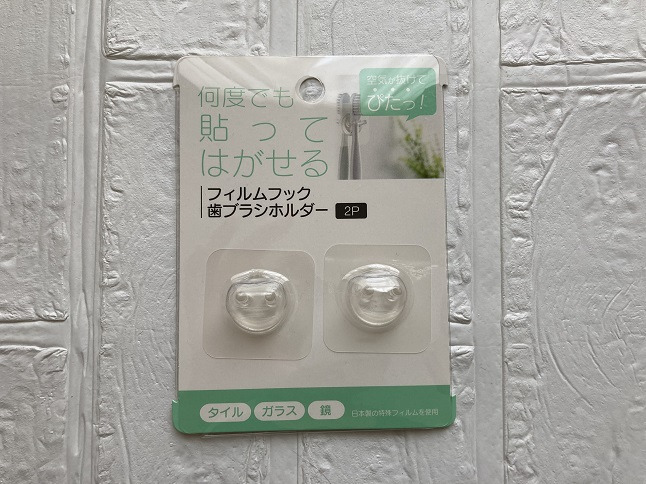 空気が抜けて
ぴたっ!
何度でも
貼って
はがせる
フィルムフック
歯ブラシホルダー 2P
タイル ガラス 鏡 日本製の特殊フィルムを使用